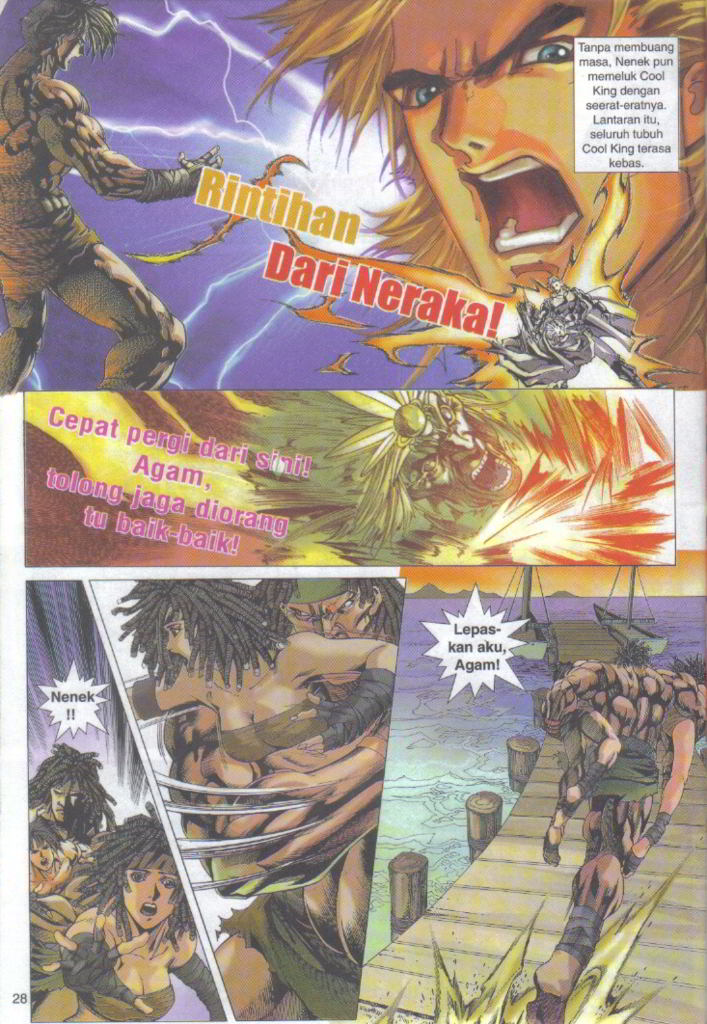 Tanpa membuang
masa, Nenek pun
memeluk Cool
King dengan
seerat-eratnya.
Lantaran itu,
seluruh tubuh
Cool King terasa
kebas.
Rintihan
Dari Neraka!
Cepat pergi dari sini!
Agam,
tolong jaga diorang
tu baik-baik!
Nenek
!!
Lepas-
kan aku,
Agam!
28